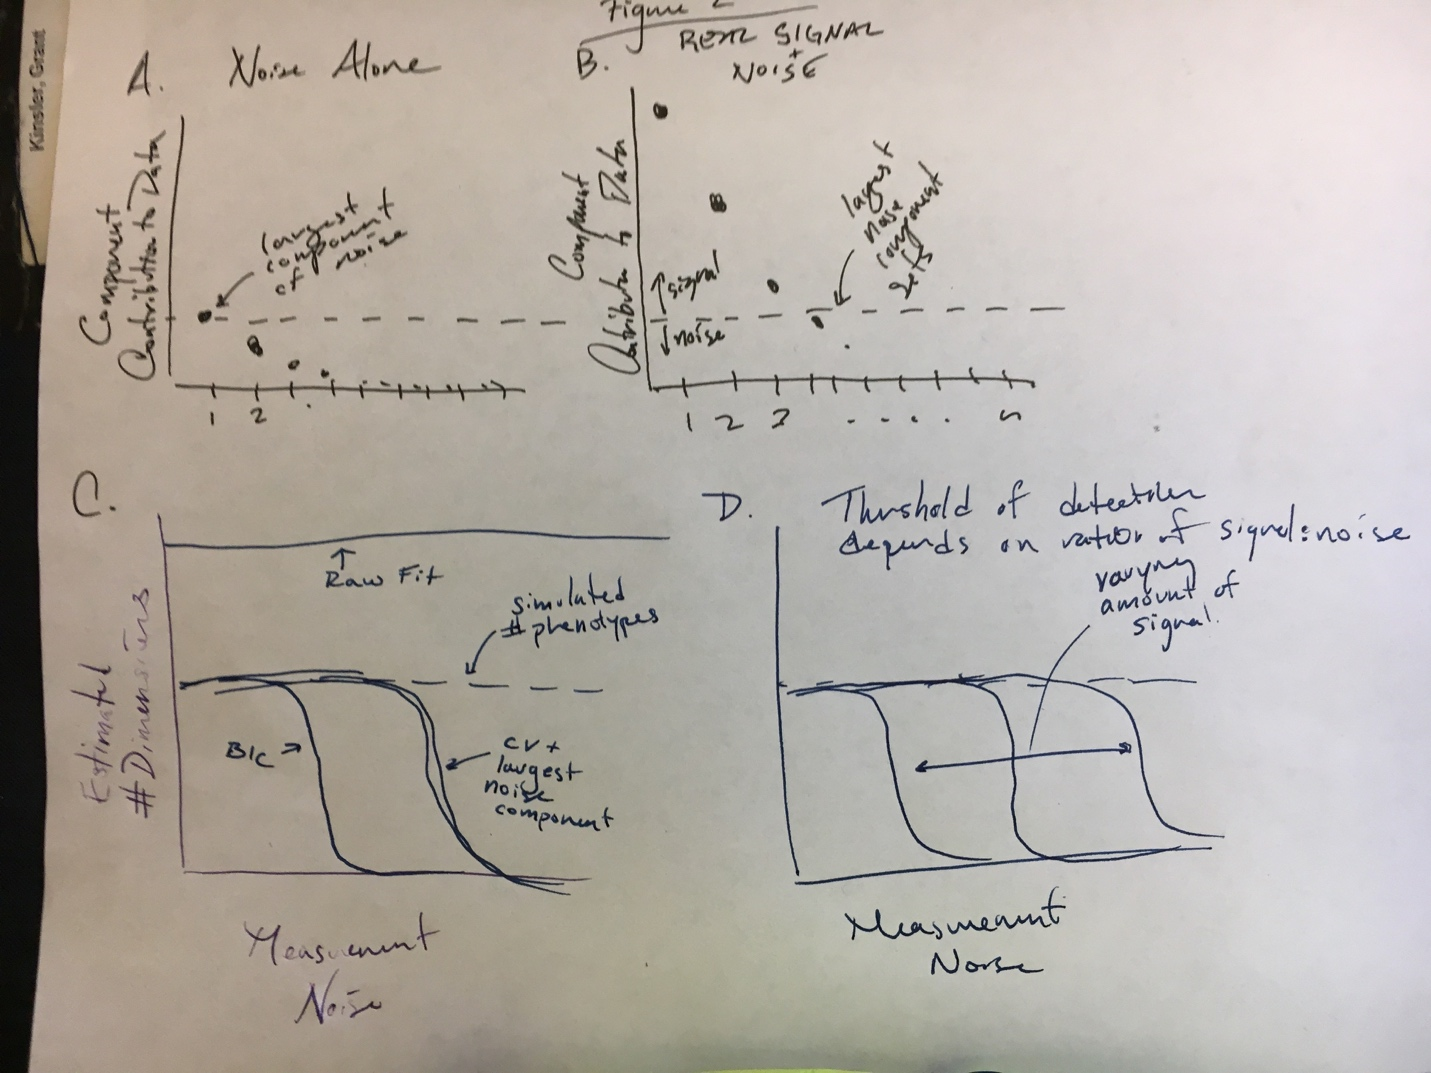 Kinsler, Grant
Figure 2
A. Noise Alone
Component
Contribution to Data
largest
component
of noise
1 2 .
B. REAL SIGNAL
+
NOISE
Component
Contribution to Data
↑ signal
↓ noise
largest
noise
component
1 2 3 . . . .
C.
Estimated
# Dimensions
↑
Raw Fit
simulated
# phenotypes
BIC →
CV +
largest
noise
component
Measurement
Noise
D. Threshold of detection
depends on ratio of signal:noise
varying
amount of
signal.
Measurement
Noise